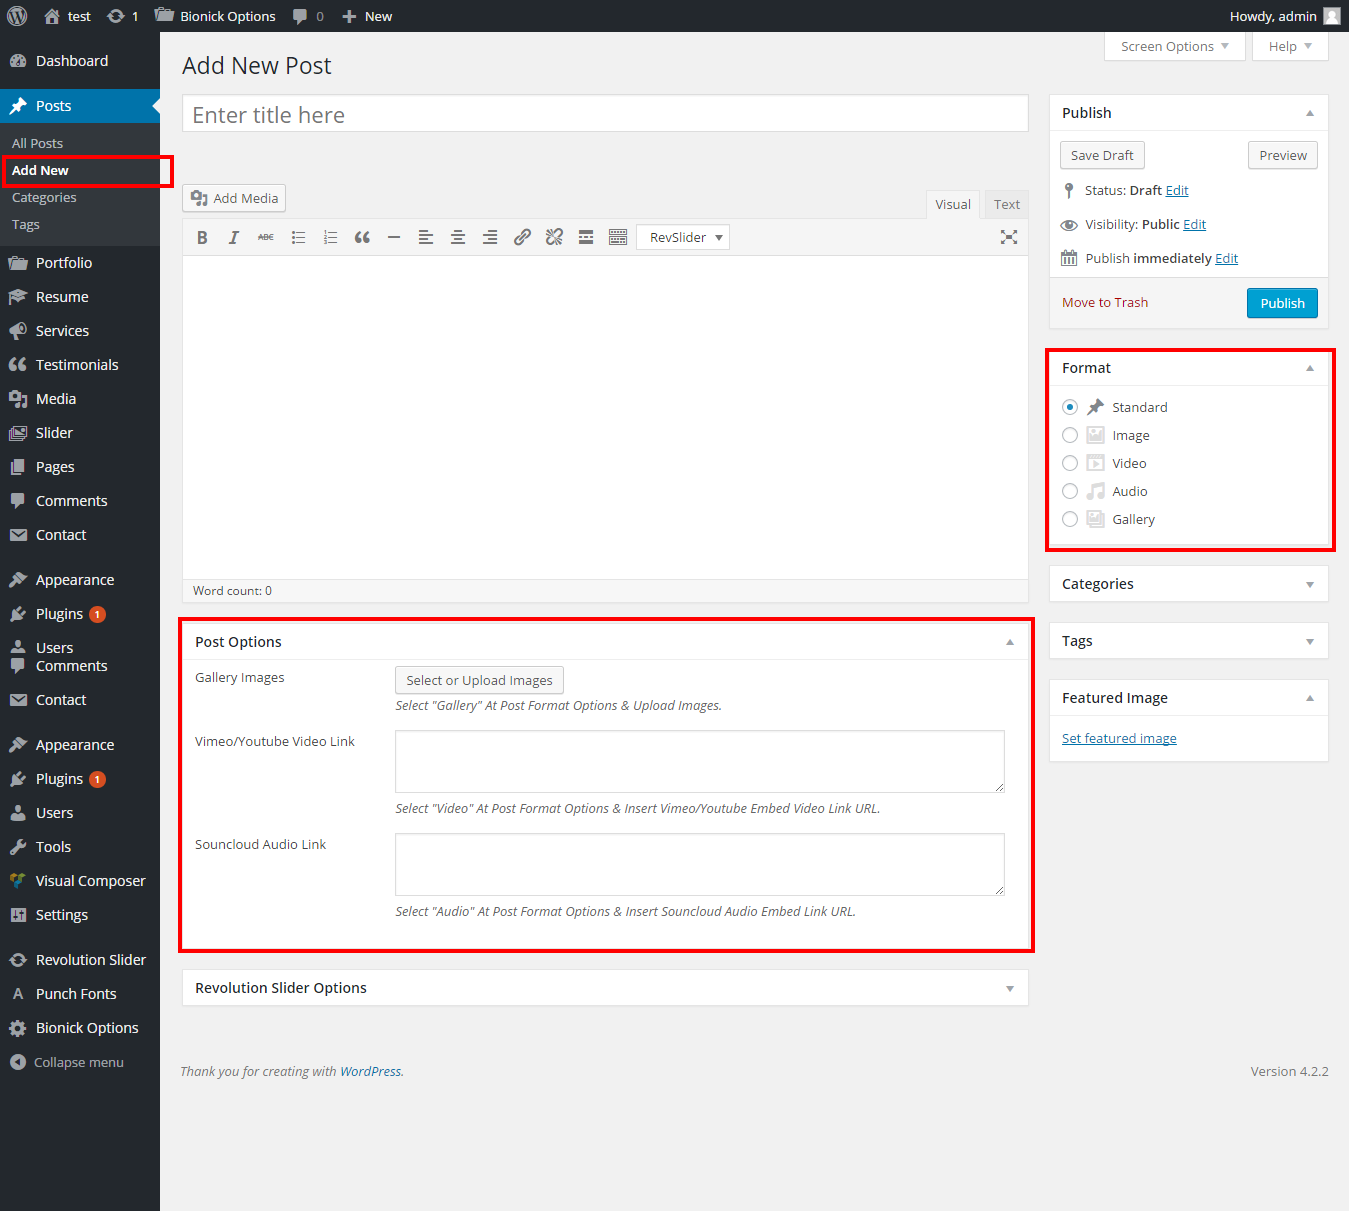 test 1 Bionick Options 0 New Howdy, admin
Dashboard
Posts
All Posts
Add New
Categories
Tags
Portfolio
Resume
Services
Testimonials
Media
Slider
Pages
Comments
Contact
Appearance
Plugins 1
Users
Comments
Contact
Appearance
Plugins 1
Users
Tools
Visual Composer
Settings
Revolution Slider
Punch Fonts
Bionick Options
Collapse menu
Screen Options Help
Add New Post
Enter title here
Add Media
Visual Text
B I ABC RevSlider
Word count: 0
Post Options
Gallery Images Select or Upload Images
Select "Gallery" At Post Format Options & Upload Images.
Vimeo/Youtube Video Link
Select "Video" At Post Format Options & Insert Vimeo/Youtube Embed Video Link URL.
Souncloud Audio Link
Select "Audio" At Post Format Options & Insert Souncloud Audio Embed Link URL.
Revolution Slider Options
Publish
Save Draft Preview
Status: Draft Edit
Visibility: Public Edit
Publish immediately Edit
Move to Trash Publish
Format
Standard
Image
Video
Audio
Gallery
Categories
Tags
Featured Image
Set featured image
Thank you for creating with WordPress. Version 4.2.2